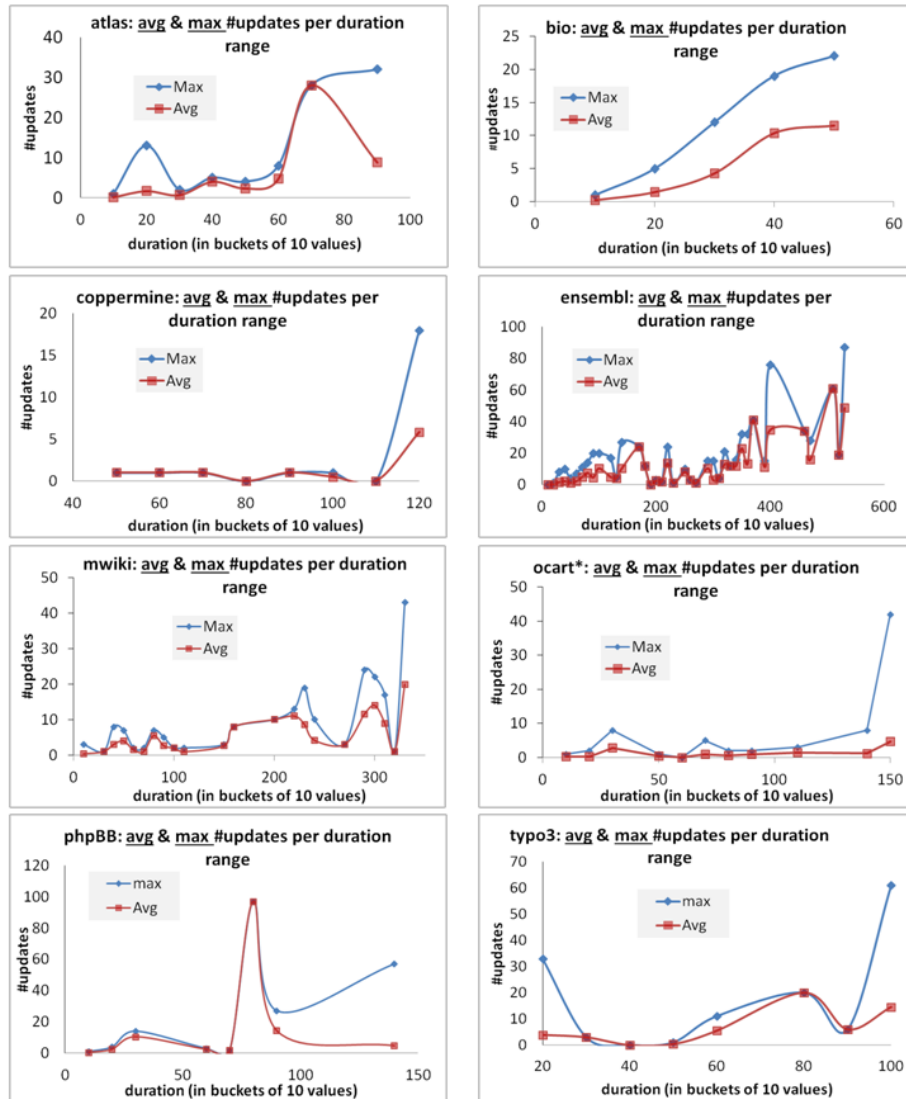 atlas: avg & max #updates per duration
range
40
30
20
10
0
#updates
Max
Avg
0 20 40 60 80 100
duration (in buckets of 10 values)
bio: avg & max #updates per duration
range
25
20
15
10
5
0
#updates
Max
Avg
0 20 40 60
duration (in buckets of 10 values)
coppermine: avg & max #updates per
duration range
20
15
10
5
0
#updates
Max
Avg
40 60 80 100 120
duration (in buckets of 10 values)
ensembl: avg & max #updates per
duration range
100
80
60
40
20
0
#updates
Max
Avg
0 200 400 600
duration (in buckets of 10 values)
mwiki: avg & max #updates per duration
range
50
40
30
20
10
0
#updates
Max
Avg
0 100 200 300
duration (in buckets of 10 values)
ocart*: avg & max #updates per duration
range
50
40
30
20
10
0
#updates
Max
Avg
0 50 100 150
duration (in buckets of 10 values)
phpBB: avg & max #updates per duration
range
120
100
80
60
40
20
0
#updates
max
Avg
0 50 100 150
duration (in buckets of 10 values)
typo3: avg & max #updates per duration
range
70
60
50
40
30
20
10
0
#updates
max
Avg
20 40 60 80 100
duration (in buckets of 10 values)